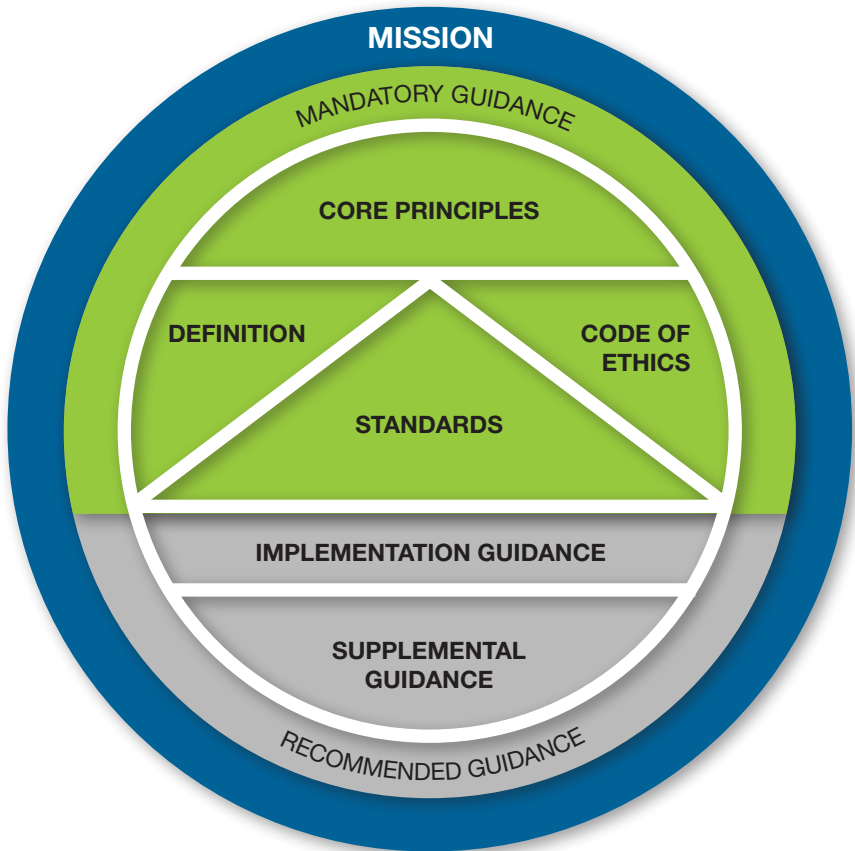 MISSION
MANDATORY GUIDANCE
CORE PRINCIPLES
DEFINITION
CODE OF
ETHICS
STANDARDS
IMPLEMENTATION GUIDANCE
SUPPLEMENTAL
GUIDANCE
RECOMMENDED GUIDANCE